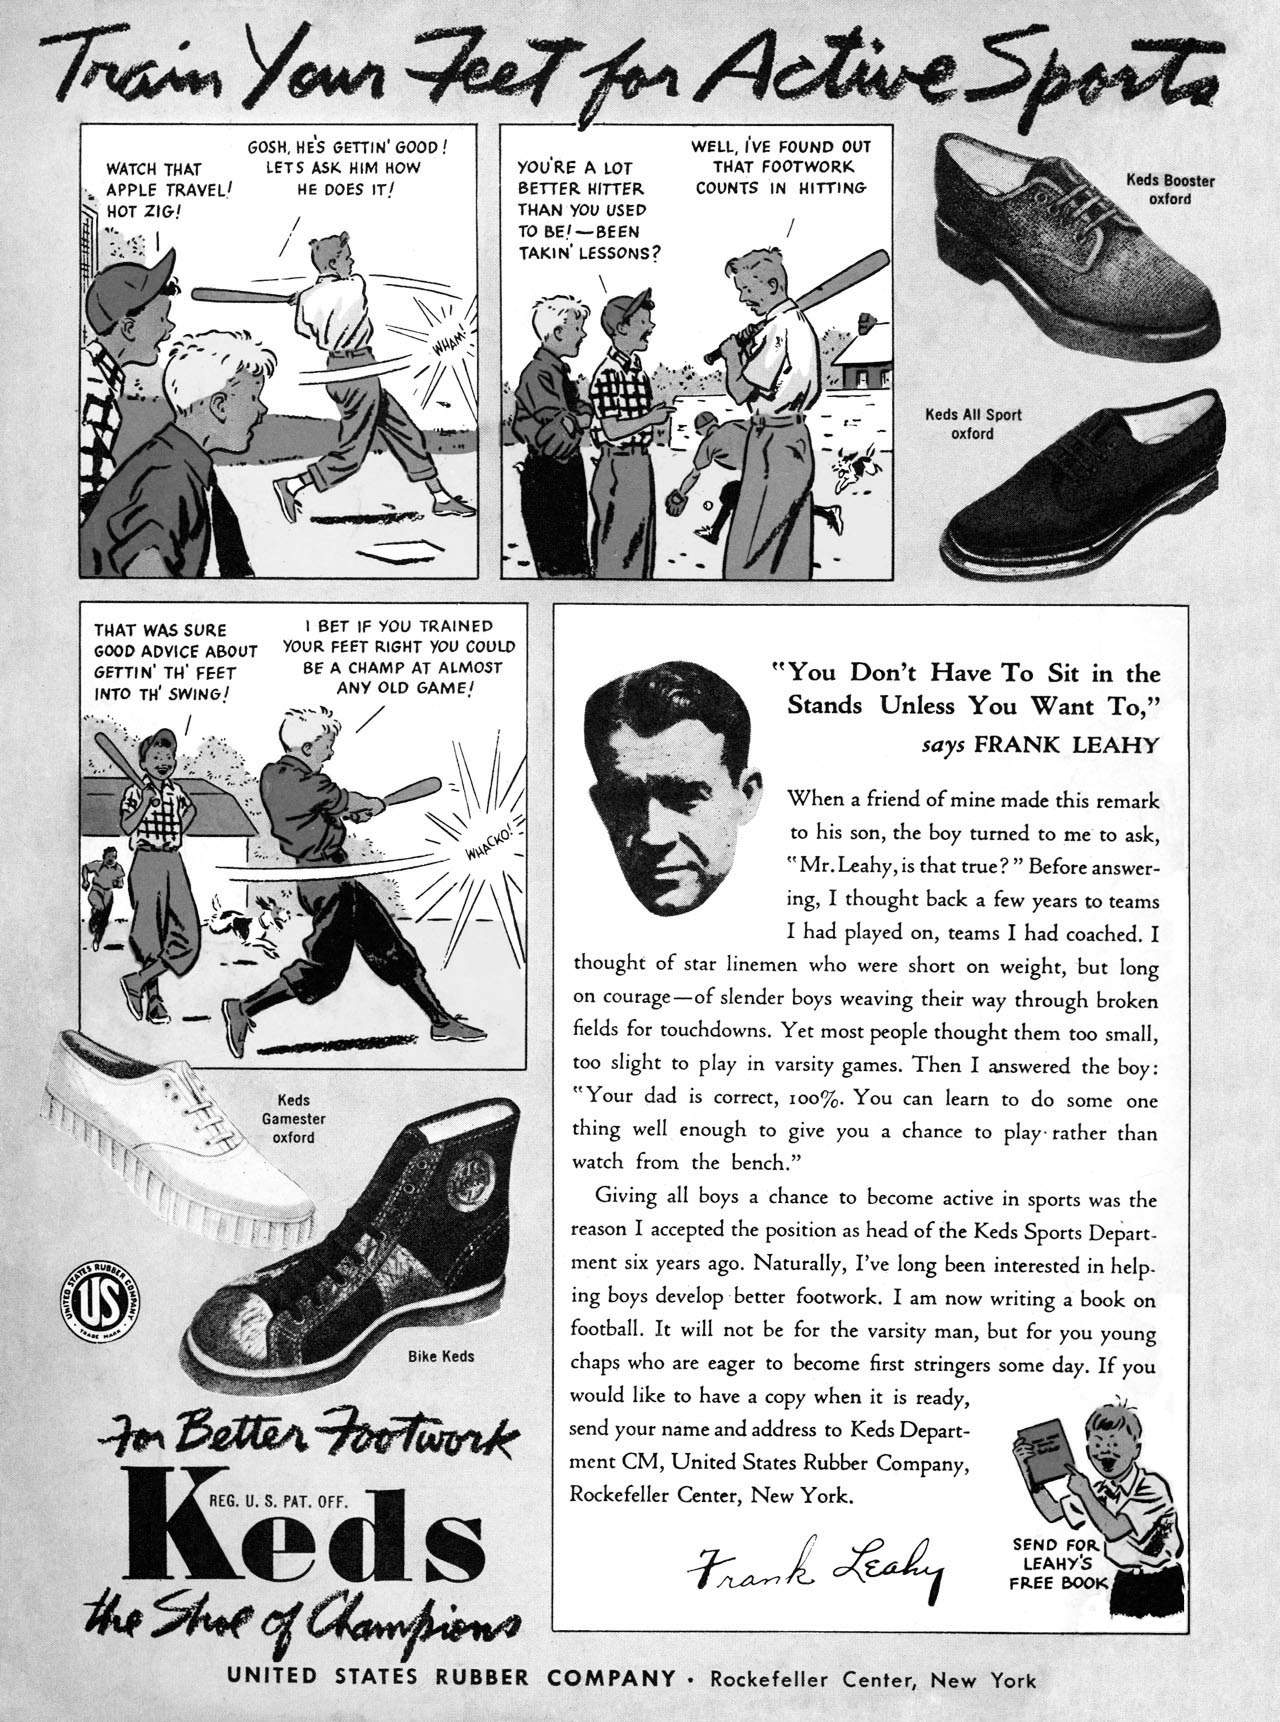 Train Your Feet for Active Sports
WATCH THAT
APPLE TRAVEL!
HOT ZIG!
GOSH, HE'S GETTIN' GOOD!
LETS ASK HIM HOW
HE DOES IT!
WHAM!
YOU'RE A LOT
BETTER HITTER
THAN YOU USED
TO BE!—BEEN
TAKIN' LESSONS?
WELL, I'VE FOUND OUT
THAT FOOTWORK
COUNTS IN HITTING
Keds Booster
oxford
Keds All Sport
oxford
THAT WAS SURE
GOOD ADVICE ABOUT
GETTIN' TH' FEET
INTO TH' SWING!
I BET IF YOU TRAINED
YOUR FEET RIGHT YOU COULD
BE A CHAMP AT ALMOST
ANY OLD GAME!
WHACKO!
"You Don't Have To Sit in the
Stands Unless You Want To,"
says FRANK LEAHY
When a friend of mine made this remark
to his son, the boy turned to me to ask,
"Mr. Leahy, is that true?" Before answer-
ing, I thought back a few years to teams
I had played on, teams I had coached. I
thought of star linemen who were short on weight, but long
on courage—of slender boys weaving their way through broken
fields for touchdowns. Yet most people thought them too small,
too slight to play in varsity games. Then I answered the boy:
"Your dad is correct, 100%. You can learn to do some one
thing well enough to give you a chance to play rather than
watch from the bench."
Giving all boys a chance to become active in sports was the
reason I accepted the position as head of the Keds Sports Depart-
ment six years ago. Naturally, I've long been interested in help-
ing boys develop better footwork. I am now writing a book on
football. It will not be for the varsity man, but for you young
chaps who are eager to become first stringers some day. If you
would like to have a copy when it is ready,
send your name and address to Keds Depart-
ment CM, United States Rubber Company,
Rockefeller Center, New York.
Frank Leahy
SEND FOR
LEAHY'S
FREE BOOK
Keds
Gamester
oxford
Bike Keds
UNITED STATES RUBBER COMPANY
US
TRADE MARK
For Better Footwork
Keds
REG. U. S. PAT. OFF.
the Shoe of Champions
UNITED STATES RUBBER COMPANY • Rockefeller Center, New York